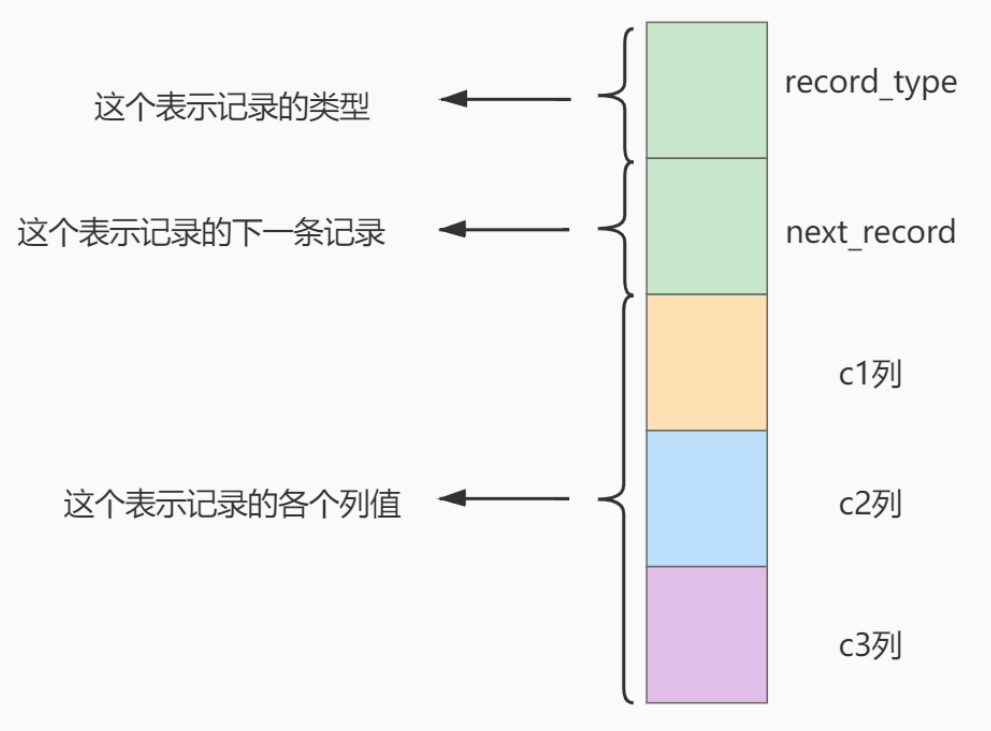 这个表示记录的类型
record_type
这个表示记录的下一条记录
next_record
c1列
这个表示记录的各个列值
c2列
c3列